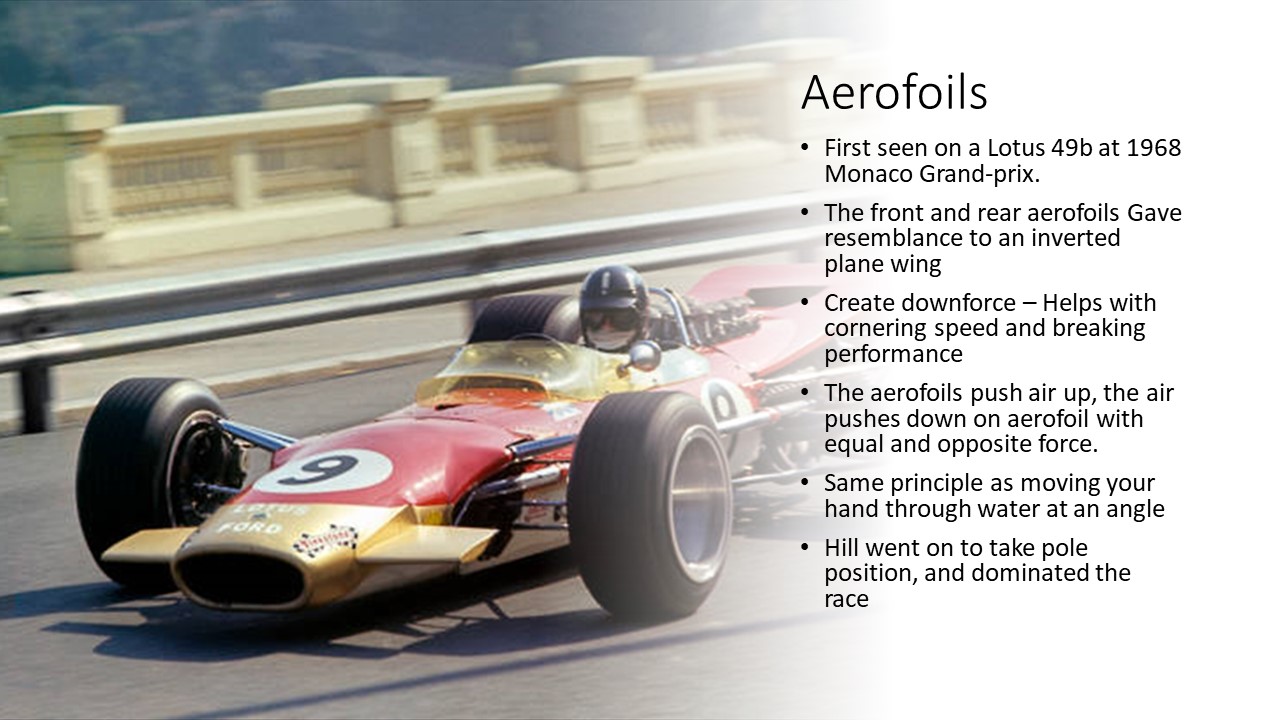 Aerofoils
• First seen on a Lotus 49b at 1968
Monaco Grand-prix.
• The front and rear aerofoils Gave
resemblance to an inverted
plane wing
• Create downforce – Helps with
cornering speed and breaking
performance
• The aerofoils push air up, the air
pushes down on aerofoil with
equal and opposite force.
• Same principle as moving your
hand through water at an angle
• Hill went on to take pole
position, and dominated the
race
9
9
LOTUS
FORD
Firestone